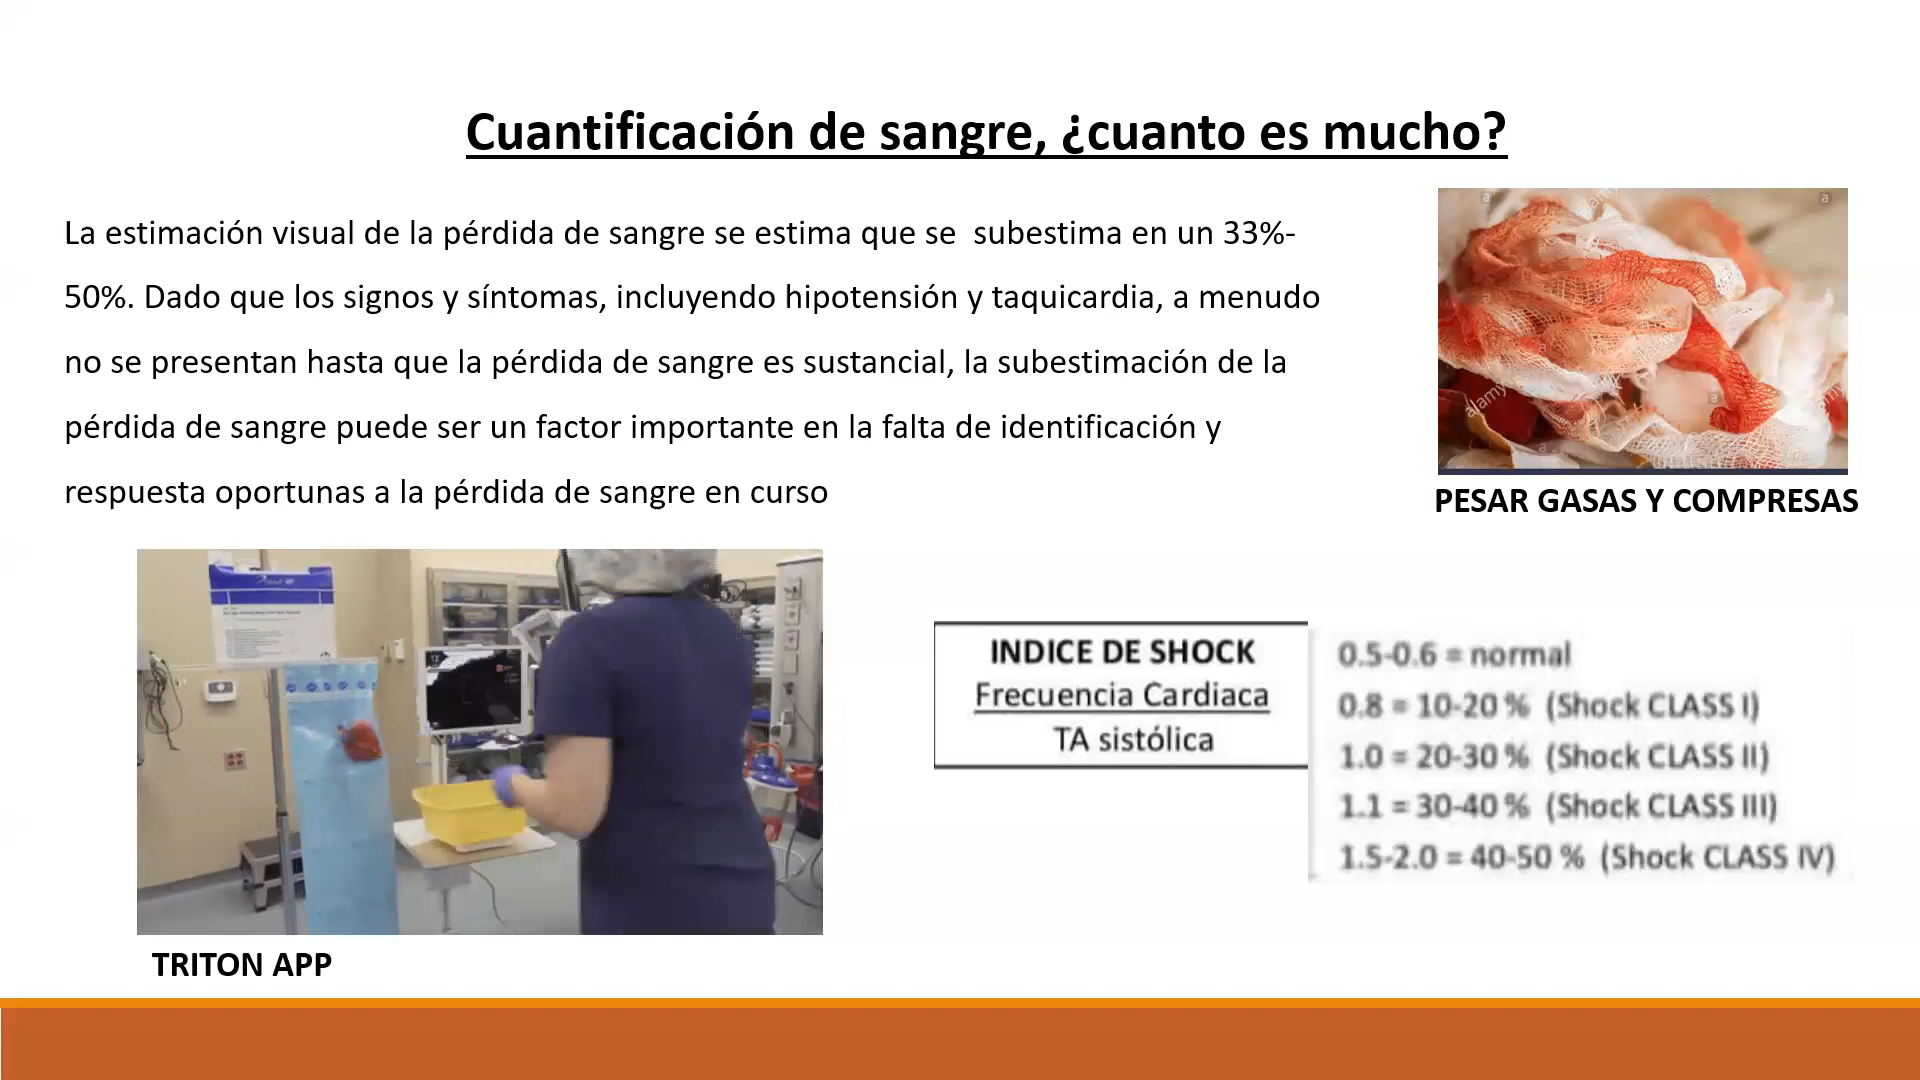 Cuantificación de sangre, ¿cuanto es mucho?
La estimación visual de la pérdida de sangre se estima que se  subestima en un 33%-
50%. Dado que los signos y síntomas, incluyendo hipotensión y taquicardia, a menudo
no se presentan hasta que la pérdida de sangre es sustancial, la subestimación de la
pérdida de sangre puede ser un factor importante en la falta de identificación y
respuesta oportunas a la pérdida de sangre en curso
alamy
PESAR GASAS Y COMPRESAS
INDICE DE SHOCK
Frecuencia Cardiaca
TA sistólica
0.5-0.6 = normal
0.8 = 10-20 % (Shock CLASS I)
1.0 = 20-30 % (Shock CLASS II)
1.1 = 30-40 % (Shock CLASS III)
1.5-2.0 = 40-50 % (Shock CLASS IV)
TRITON APP